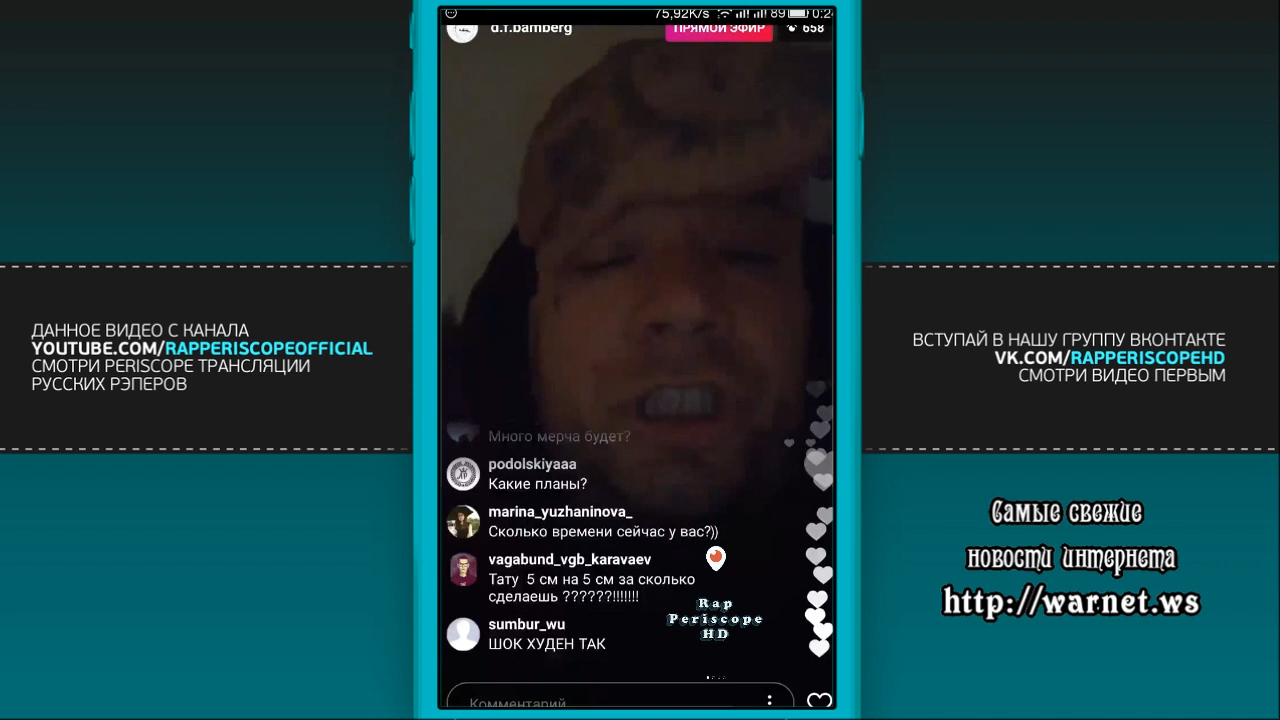 75,92K/s 89 0:24
d.f.bamberg
ПРЯМОЙ ЭФИР
658
ДАННОЕ ВИДЕО С КАНАЛА
YOUTUBE.COM/RAPPERISCOPEOFFICIAL
СМОТРИ PERISCOPE ТРАНСЛЯЦИИ
РУССКИХ РЭПЕРОВ
ВСТУПАЙ В НАШУ ГРУППУ ВКОНТАКТЕ
VK.COM/RAPPERISCOPEHD
СМОТРИ ВИДЕО ПЕРВЫМ
Много мерча будет?
podolskiyaaa
Какие планы?
marina_yuzhaninova_
Сколько времени сейчас у вас?))
vagabund_vgb_karavaev
Тату 5 см на 5 см за сколько
сделаешь ??????!!!!!!!
sumbur_wu
ШОК ХУДЕН ТАК
Rap
Periscope
HD
Комментарий
Самые свежие
новости интернета
http://warnet.ws